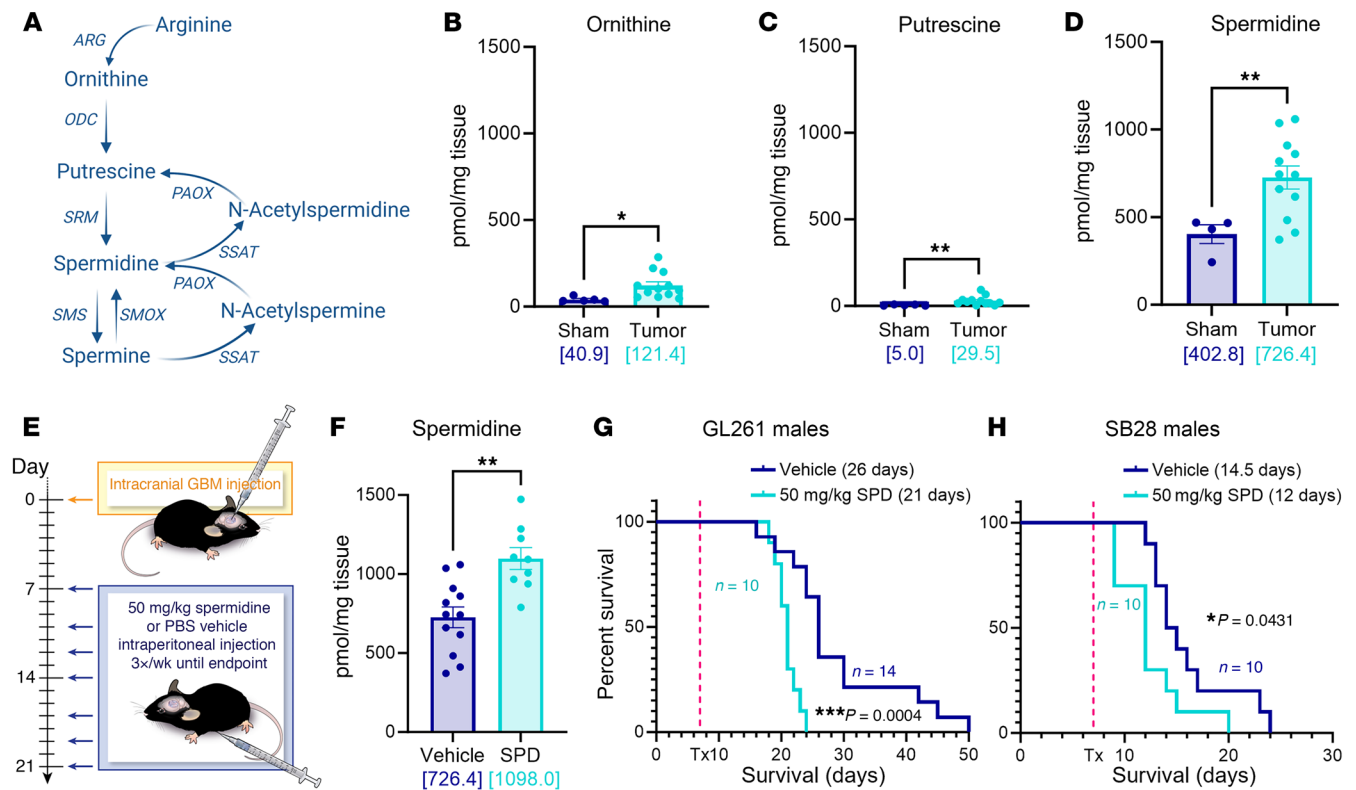 A
Arginine
ARG
Ornithine
ODC
Putrescine
PAOX
SRM
N-Acetylspermidine
SSAT
Spermidine
PAOX
SMS
SMOX
N-Acetylspermine
SSAT
Spermine
B
Ornithine
pmol/mg tissue
1500
1000
500
0
*
Sham
Tumor
[40.9]
[121.4]
C
Putrescine
pmol/mg tissue
1500
1000
500
0
**
Sham
Tumor
[5.0]
[29.5]
D
Spermidine
pmol/mg tissue
1500
1000
500
0
**
Sham
Tumor
[402.8]
[726.4]
E
Day
0
7
14
21
Intracranial GBM injection
50 mg/kg spermidine
or PBS vehicle
intraperitoneal injection
3×/wk until endpoint
F
Spermidine
pmol/mg tissue
1500
1000
500
0
**
Vehicle
SPD
[726.4]
[1098.0]
G
GL261 males
Vehicle (26 days)
50 mg/kg SPD (21 days)
Percent survival
100
50
0
n = 10
n = 14
***P = 0.0004
0
Tx
10
20
30
40
50
Survival (days)
H
SB28 males
Vehicle (14.5 days)
50 mg/kg SPD (12 days)
100
50
0
n = 10
*P = 0.0431
n = 10
0
Tx
10
20
30
Survival (days)